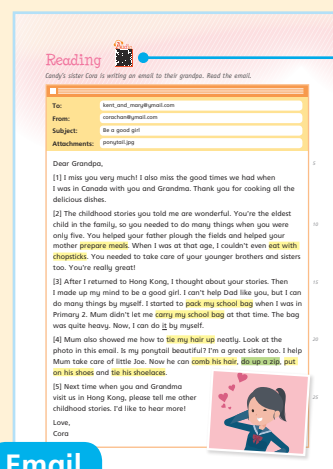 Reading
Candy's sister Cora is writing an email to their grandpa. Read the email.
To: kent_and_mary@ymail.com
From: corachan@ymail.com
Subject: Be a good girl
Attachments: ponytail.jpg
Dear Grandpa,
5
[1] I miss you very much! I also miss the good times we had when
I was in Canada with you and Grandma. Thank you for cooking all the
delicious dishes.
[2] The childhood stories you told me are wonderful. You're the eldest
child in the family, so you needed to do many things when you were
10
only five. You helped your father plough the fields and helped your
mother prepare meals. When I was at that age, I couldn't even eat with
chopsticks. You needed to take care of your younger brothers and sisters
too. You're really great!
[3] After I returned to Hong Kong, I thought about your stories. Then
15
I made up my mind to be a good girl. I can't help Dad like you, but I can
do many things by myself. I started to pack my school bag when I was in
Primary 2. Mum didn't let me carry my school bag at that time. The bag
was quite heavy. Now, I can do it by myself.
[4] Mum also showed me how to tie my hair up neatly. Look at the
20
photo in this email. Is my ponytail beautiful? I'm a great sister too. I help
Mum take care of little Joe. Now he can comb his hair, do up a zip, put
on his shoes and tie his shoelaces.
[5] Next time when you and Grandma
visit us in Hong Kong, please tell me other
25
childhood stories. I'd like to hear more!
Love,
Cora
Email